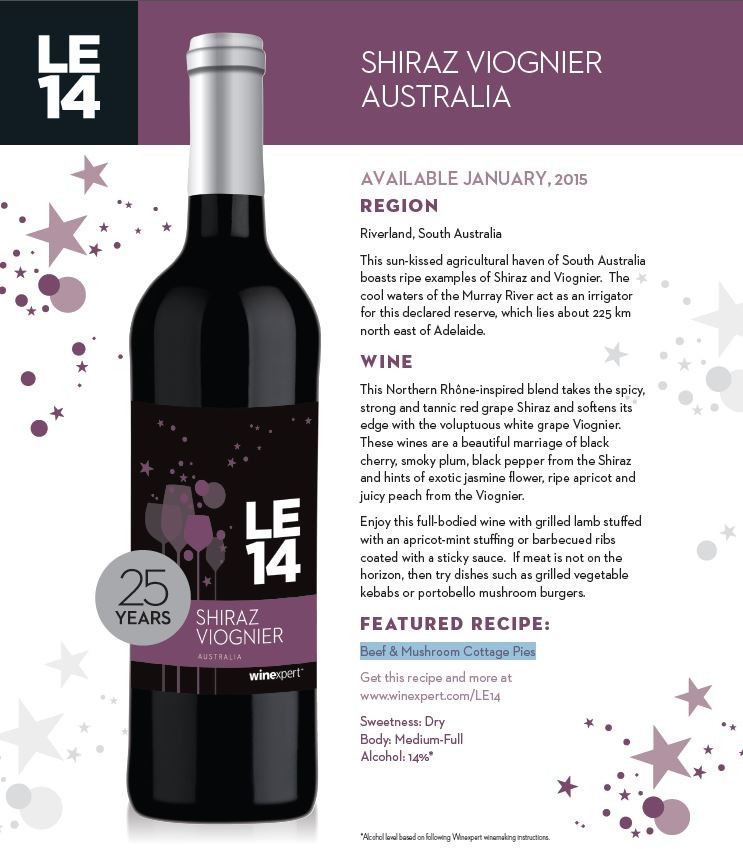 LE
14
SHIRAZ VIOGNIER
AUSTRALIA
AVAILABLE JANUARY, 2015
REGION
Riverland, South Australia
This sun-kissed agricultural haven of South Australia
boasts ripe examples of Shiraz and Viognier. The
cool waters of the Murray River act as an irrigator
for this declared reserve, which lies about 225 km
north east of Adelaide.
WINE
This Northern Rhône-inspired blend takes the spicy,
strong and tannic red grape Shiraz and softens its
edge with the voluptuous white grape Viognier.
These wines are a beautiful marriage of black
cherry, smoky plum, black pepper from the Shiraz
and hints of exotic jasmine flower, ripe apricot and
juicy peach from the Viognier.
Enjoy this full-bodied wine with grilled lamb stuffed
with an apricot-mint stuffing or barbecued ribs
coated with a sticky sauce. If meat is not on the
horizon, then try dishes such as grilled vegetable
kebabs or portobello mushroom burgers.
FEATURED RECIPE:
Beef & Mushroom Cottage Pies
Get this recipe and more at
www.winexpert.com/LE14
Sweetness: Dry
Body: Medium-Full
Alcohol: 14%*
*Alcohol level based on following Winexpert winemaking instructions.
LE
14
25
YEARS
SHIRAZ
VIOGNIER
AUSTRALIA
winexpert™